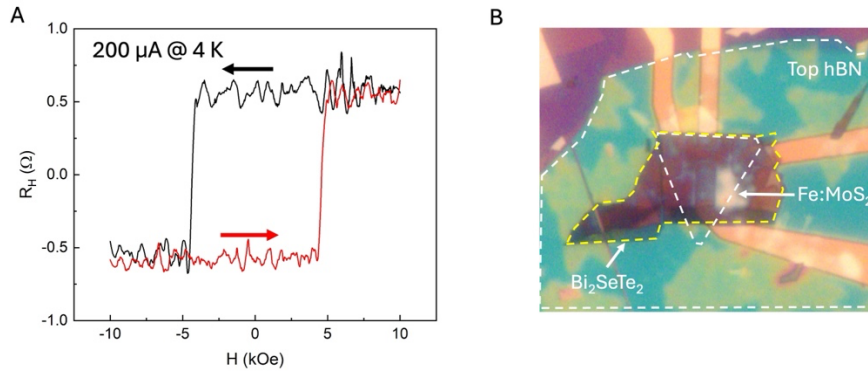 A
200 µA @ 4 K
1.0
0.5
0.0
-0.5
-1.0
R_H (Ω)
-10
-5
0
5
10
H (kOe)
B
Top hBN
Fe:MoS₂
Bi₂SeTe₂